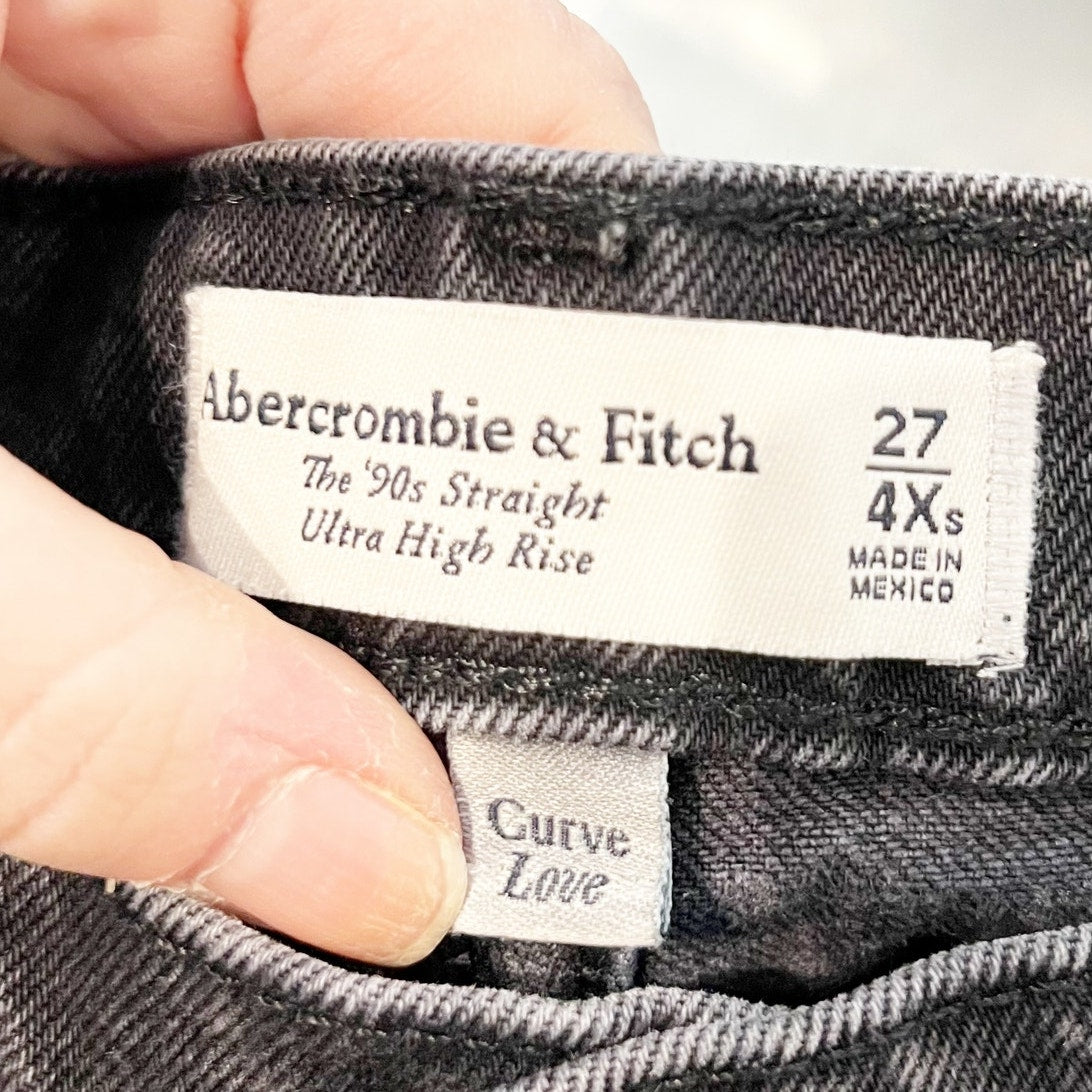 Abercrombie & Fitch
The '90s Straight
Ultra High Rise
27
4Xs
MADE IN
MEXICO
Curve
Love